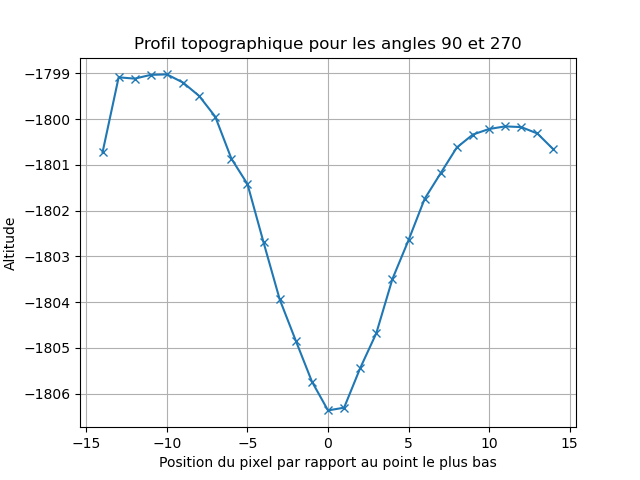 Profil topographique pour les angles 90 et 270
Altitude
−1799
−1800
−1801
−1802
−1803
−1804
−1805
−1806
−15 −10 −5 0 5 10 15
Position du pixel par rapport au point le plus bas